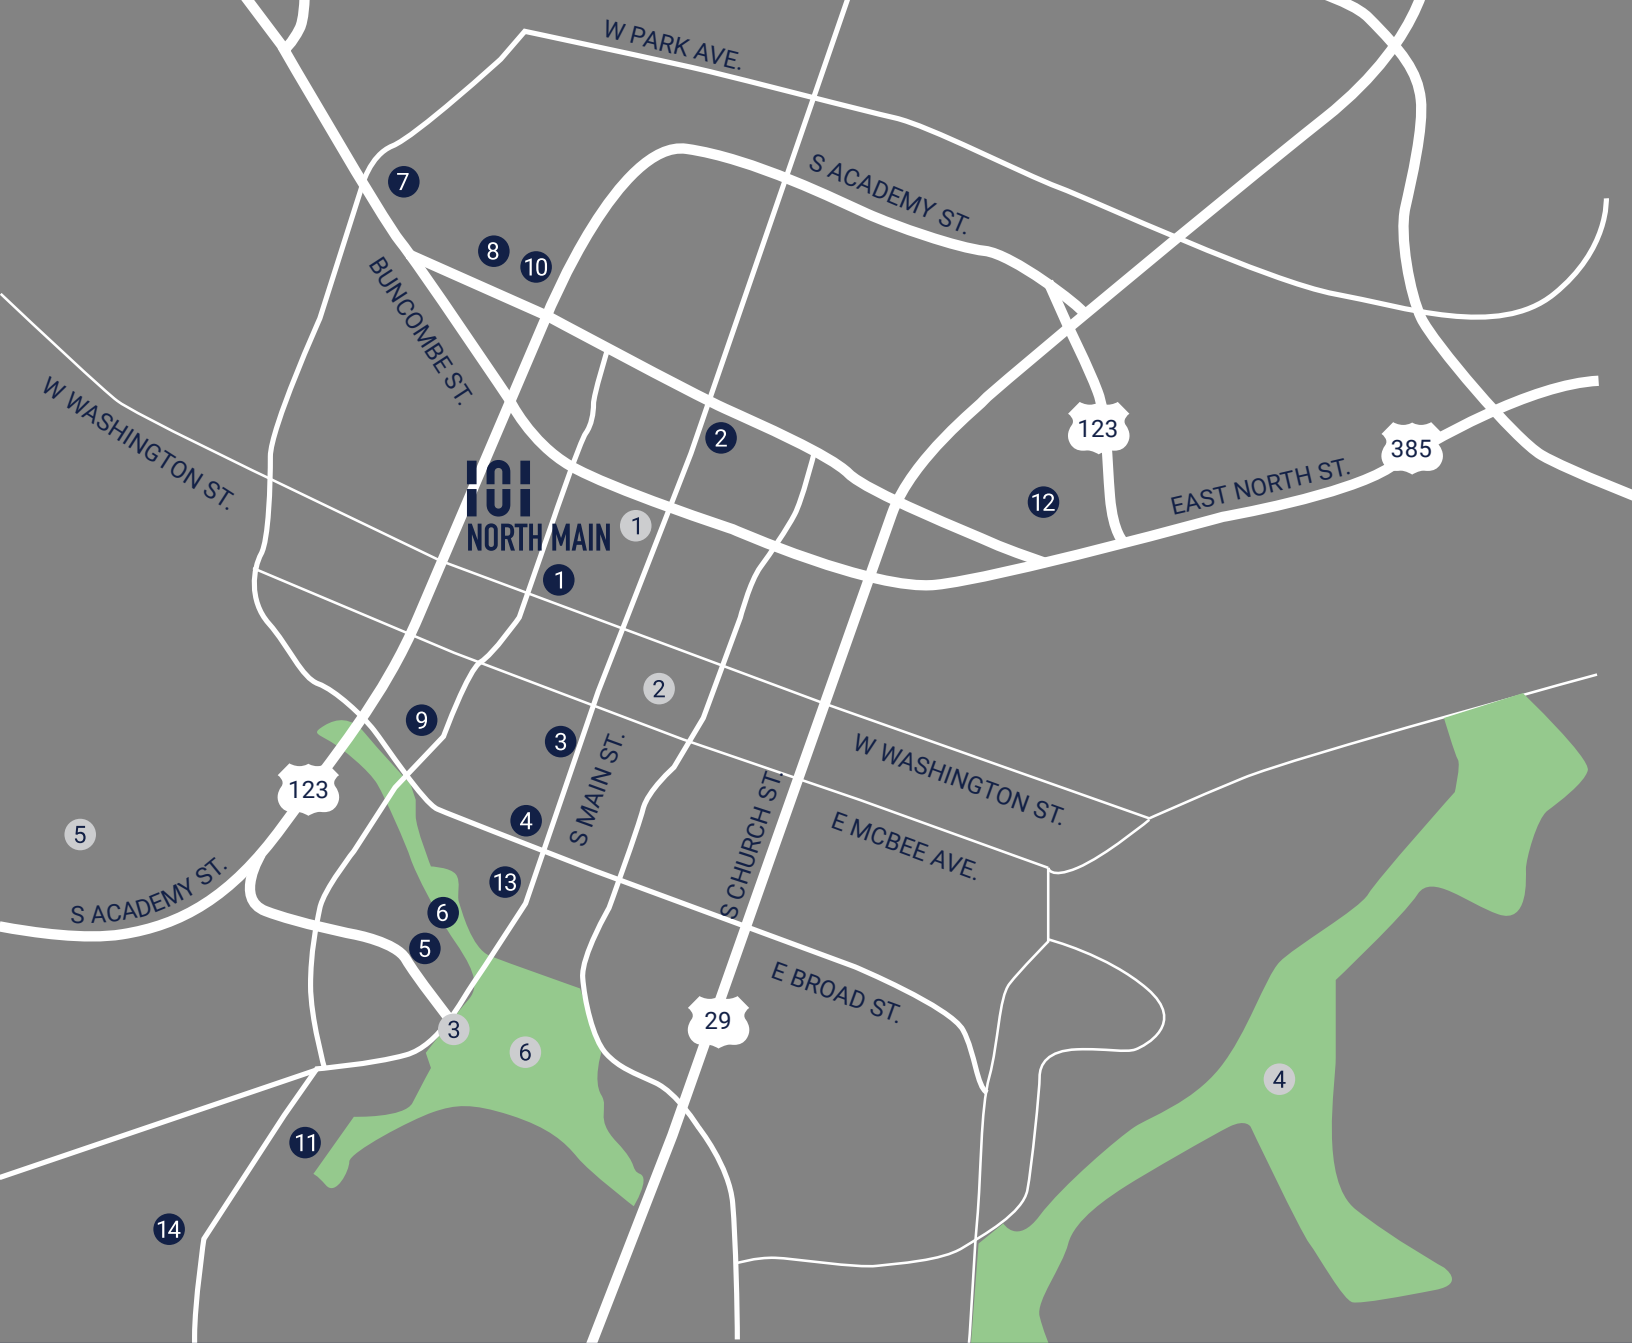 W PARK AVE.
S ACADEMY ST.
7
8
10
BUNCOMBE ST.
W WASHINGTON ST.
2
123
385
EAST NORTH ST.
12
101
NORTH MAIN
1
1
2
9
3
S MAIN ST.
W WASHINGTON ST.
123
4
S CHURCH ST.
E MCBEE AVE.
5
S ACADEMY ST.
13
6
5
E BROAD ST.
29
3
6
4
11
14